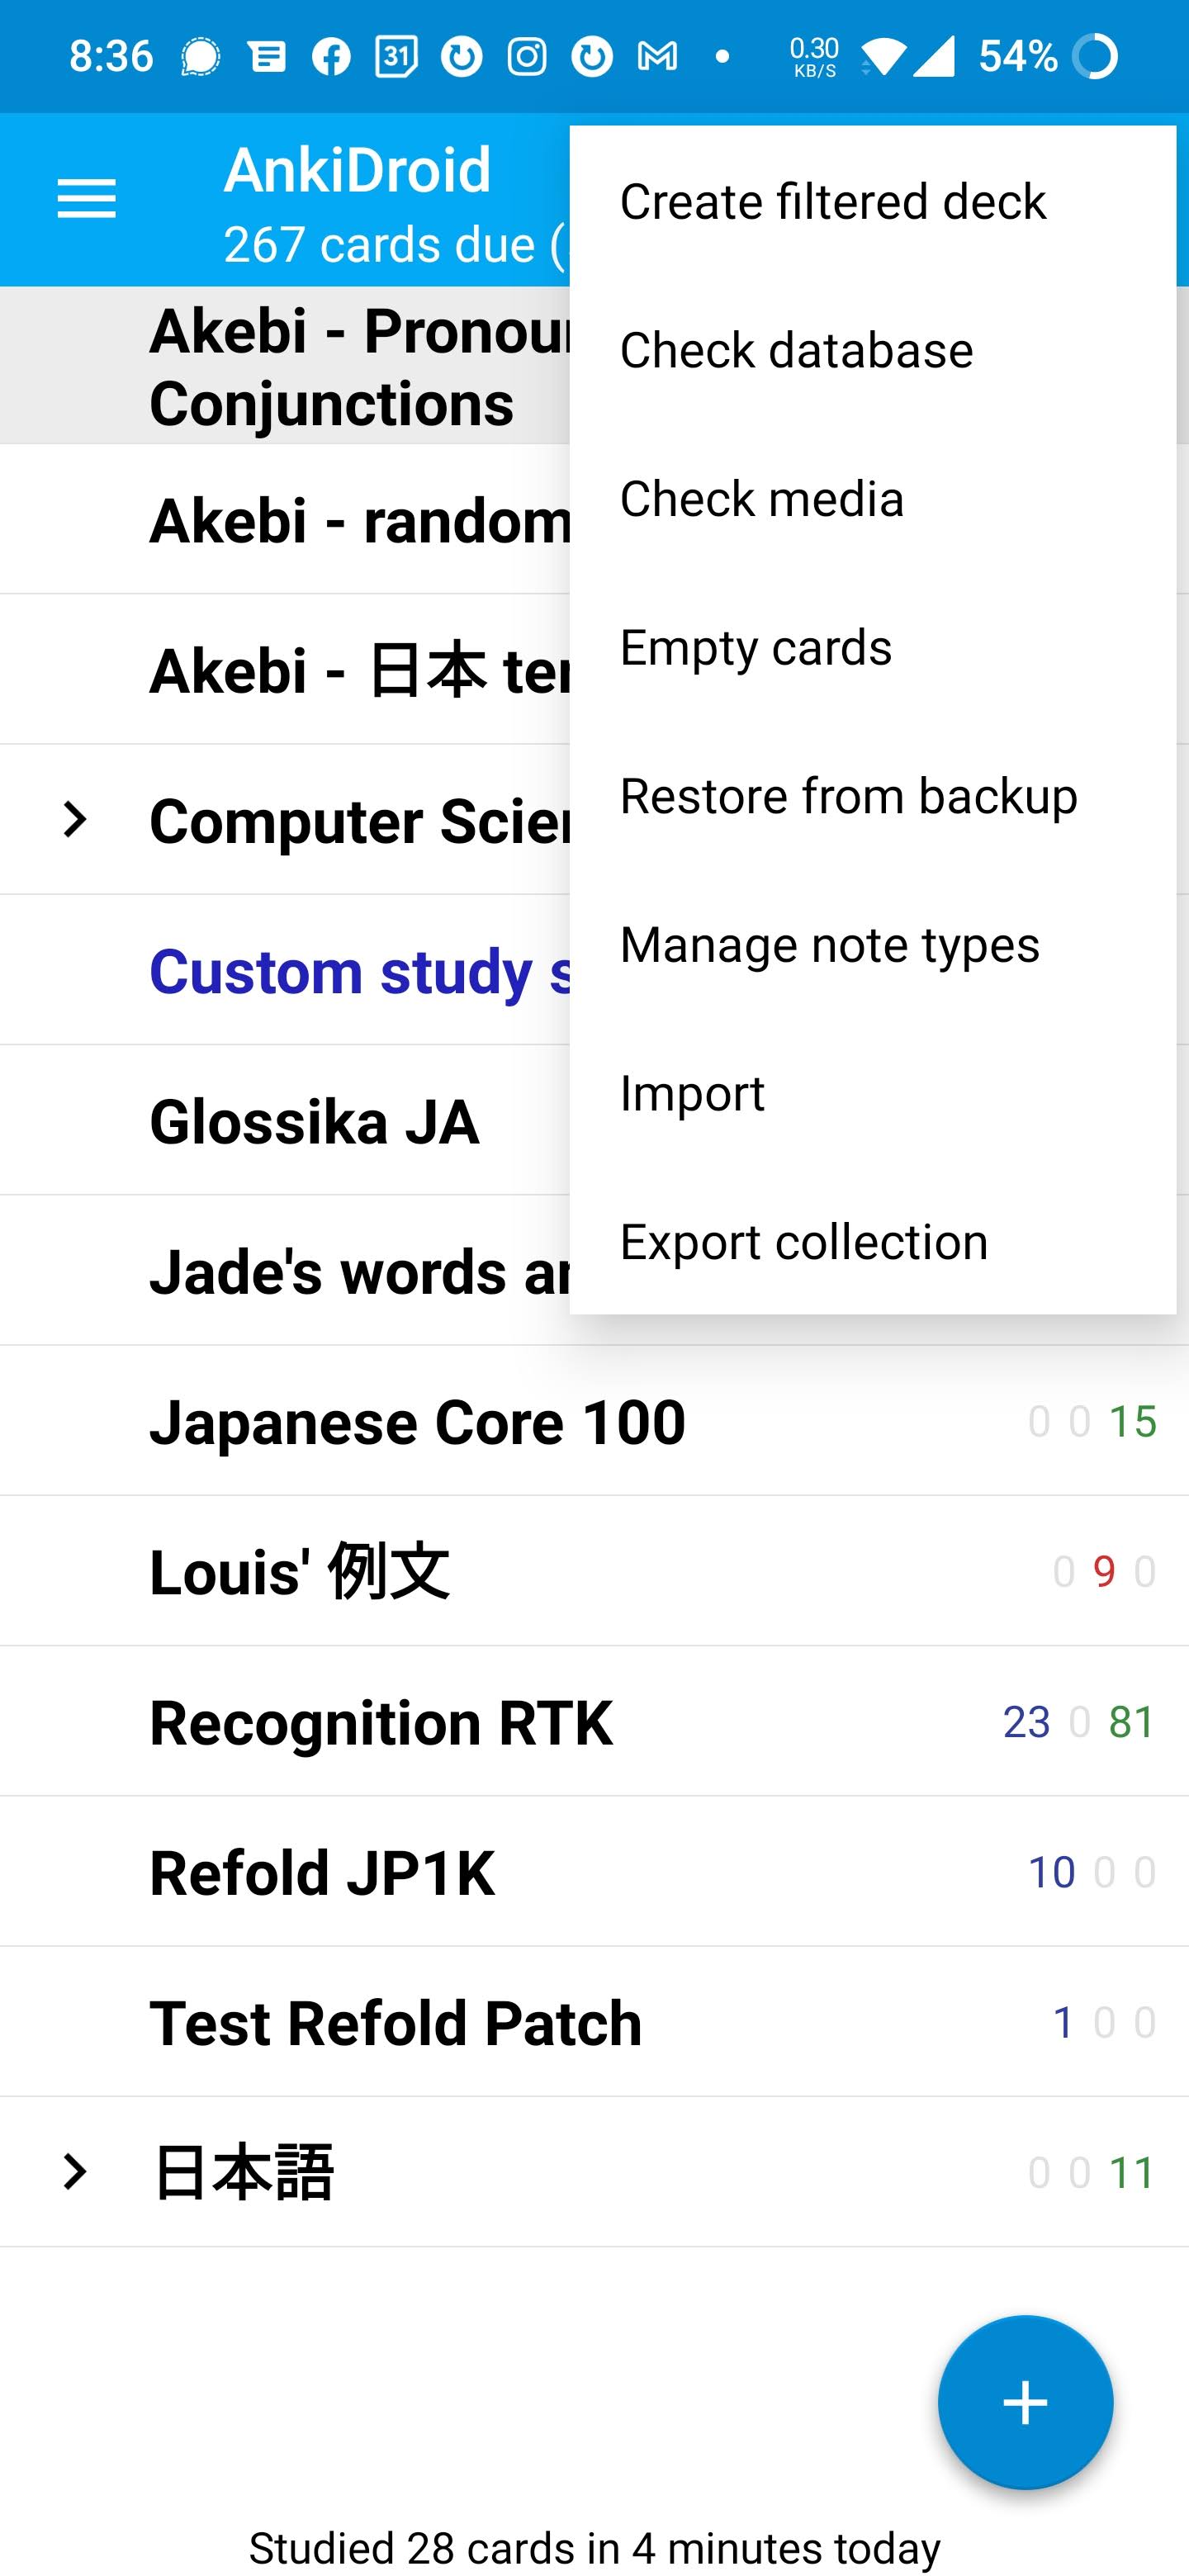 8:36
31
0.30
KB/S
54%
AnkiDroid
267 cards due (
Create filtered deck
Check database
Check media
Empty cards
Restore from backup
Manage note types
Import
Export collection
Akebi -
Conjunctions
Akebi - random
Akebi - 日本
Computer
Custom study
Glossika JA
Jade's words
Japanese Core 100 0 0 15
Louis' 例文 0 9 0
Recognition RTK 23 0 81
Refold JP1K 10 0 0
Test Refold Patch 1 0 0
日本語 0 0 11
+
Studied 28 cards in 4 minutes today